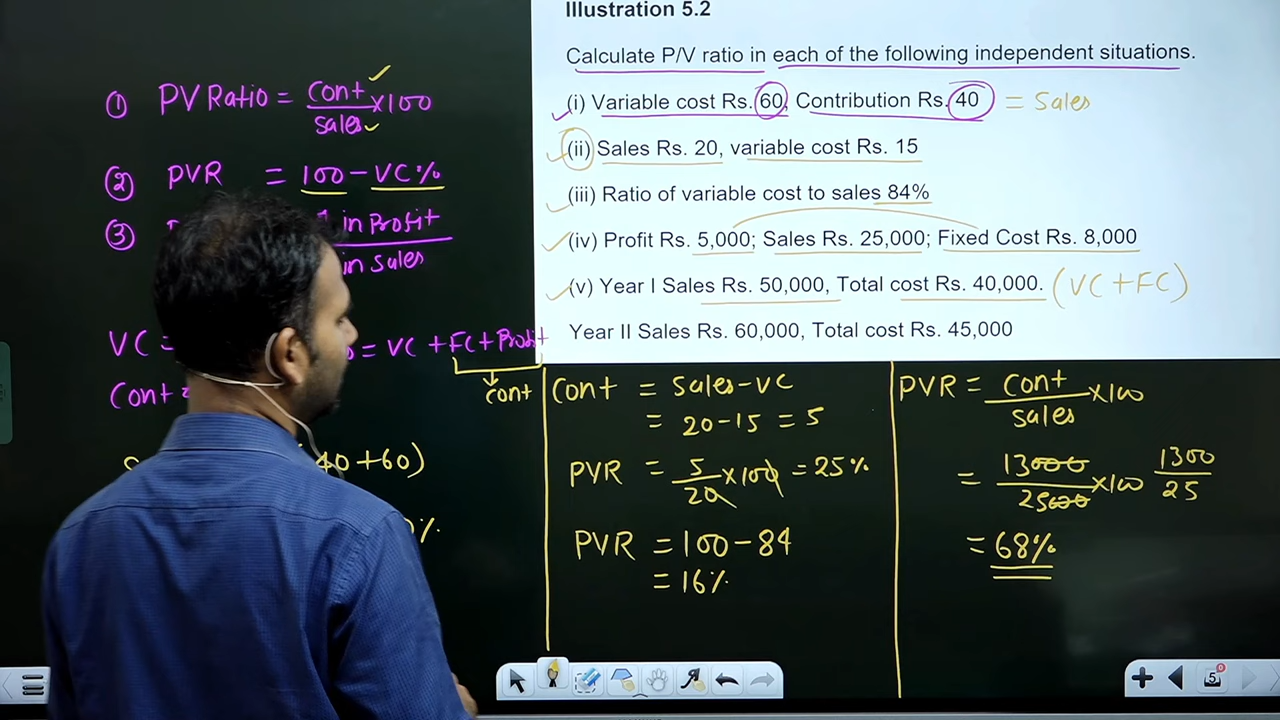 Illustration 5.2
Calculate P/V ratio in each of the following independent situations.
(i) Variable cost Rs. 60, Contribution Rs. 40 = Sales
(ii) Sales Rs. 20, variable cost Rs. 15
(iii) Ratio of variable cost to sales 84%
(iv) Profit Rs. 5,000; Sales Rs. 25,000; Fixed Cost Rs. 8,000
(v) Year I Sales Rs. 50,000, Total cost Rs. 40,000. (VC + FC)
Year II Sales Rs. 60,000, Total cost Rs. 45,000
① PV Ratio = cont/sales × 100
② PVR = 100 - VC%
③ in Profit
in sales
VC = = VC + FC + Profit
cont
Cont =
40 + 60)
%
Cont = Sales - VC
= 20 - 15 = 5
PVR = 5/20 × 100 = 25%
PVR = 100 - 84
= 16%
PVR = cont/sales × 100
= 13000/25000 × 100 1300/25
= 68%
5